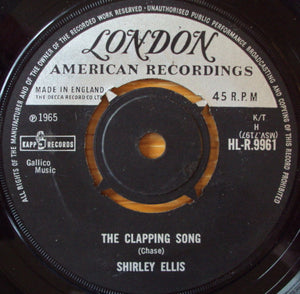 ALL RIGHTS OF THE MANUFACTURER AND OF THE OWNER OF THE RECORDED WORK RESERVED · UNAUTHORISED PUBLIC PERFORMANCE BROADCASTING AND COPYING OF THIS RECORD PROHIBITED
LONDON
AMERICAN RECORDINGS
MADE IN ENGLAND
THE DECCA RECORD CO LTD
45 R.P.M
℗ 1965
K/T
H
HL-R.9961
KAPP RECORDS
Gallico
Music
THE CLAPPING SONG
(Chase)
SHIRLEY ELLIS